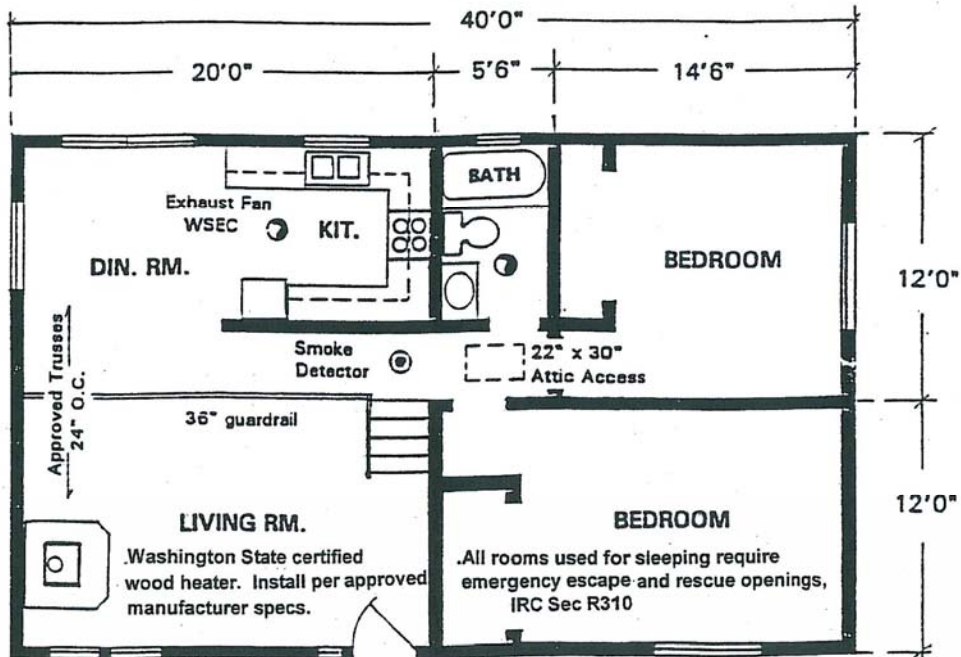 40'0"
20'0"
5'6"
14'6"
BATH
Exhaust Fan
WSEC
KIT.
DIN. RM.
BEDROOM
12'0"
Approved Trusses
24" O.C.
Smoke
Detector
22" x 30"
Attic Access
36" guardrail
12'0"
LIVING RM.
.Washington State certified
wood heater. Install per approved
manufacturer specs.
BEDROOM
.All rooms used for sleeping require
emergency escape and rescue openings,
IRC Sec R310